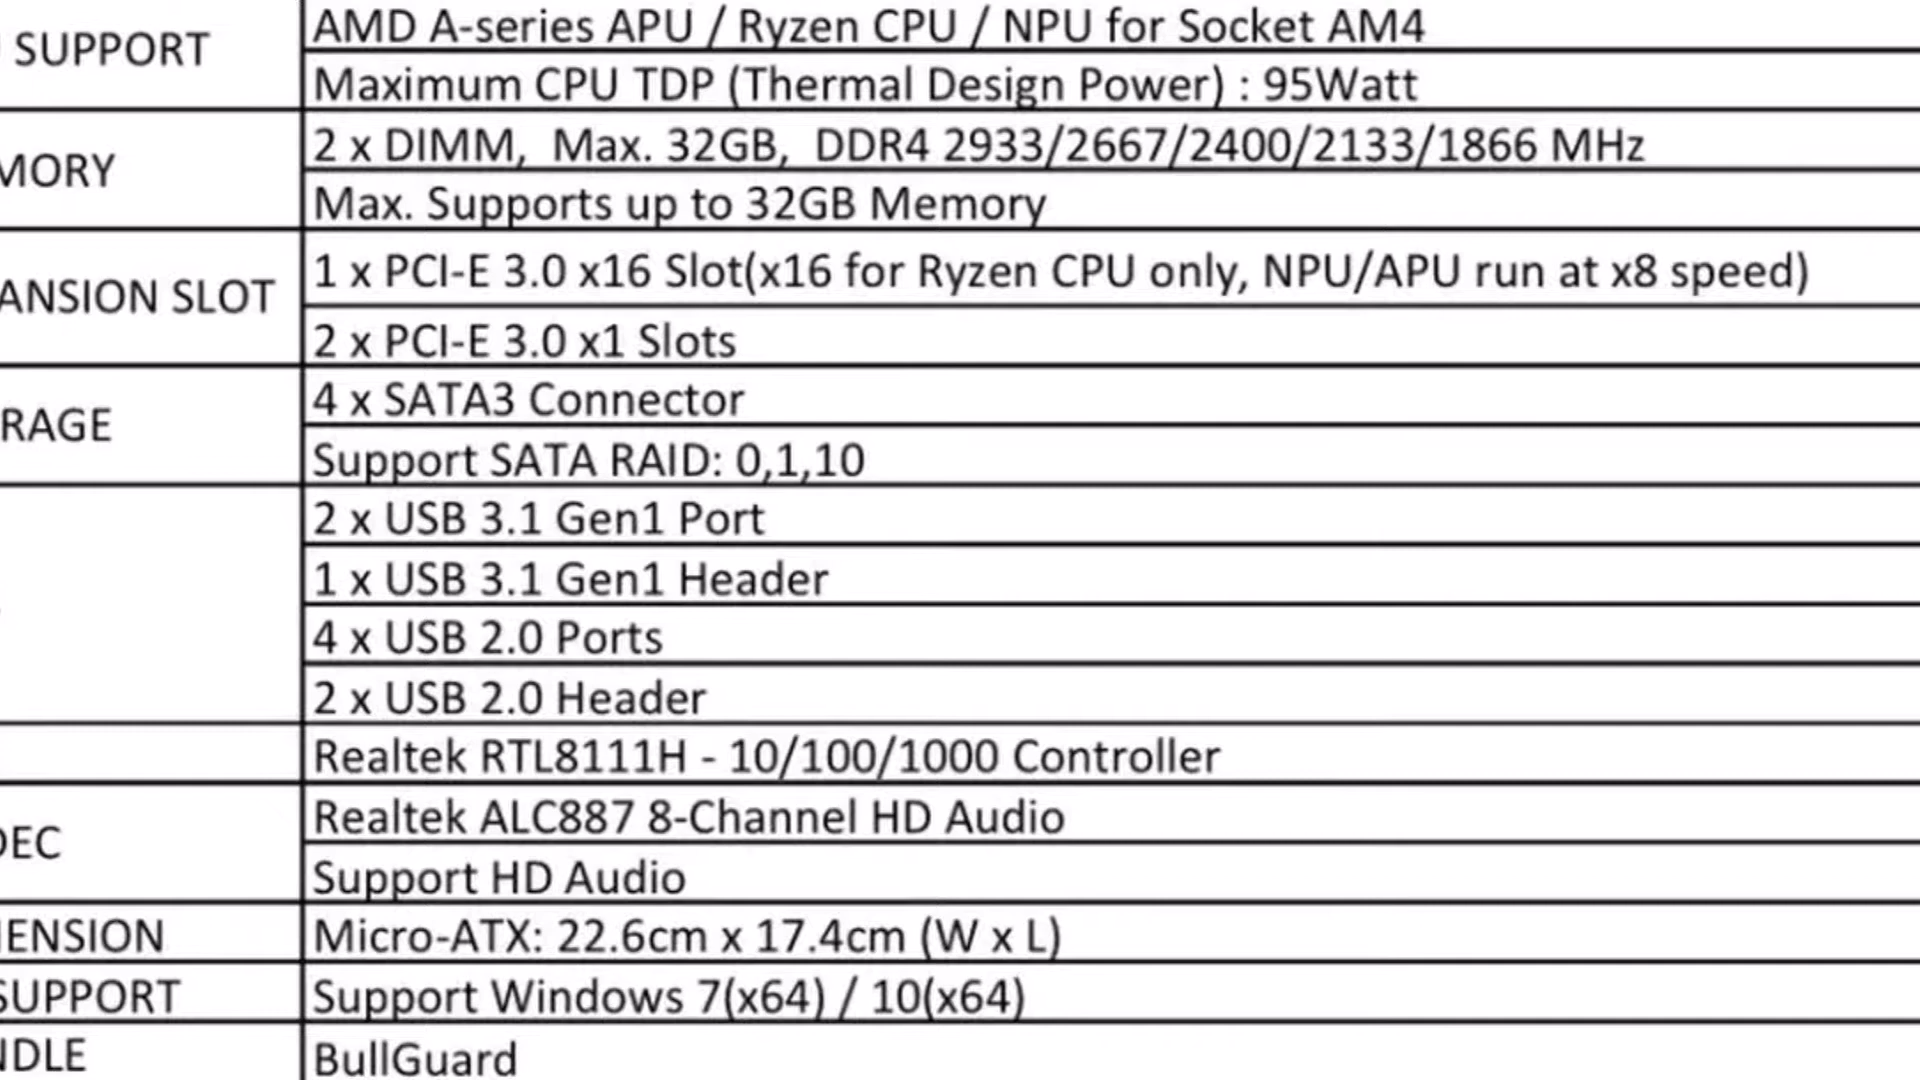 SUPPORT
AMD A-series APU / Ryzen CPU / NPU for Socket AM4
Maximum CPU TDP (Thermal Design Power) : 95Watt
MORY
2 x DIMM, Max. 32GB, DDR4 2933/2667/2400/2133/1866 MHz
Max. Supports up to 32GB Memory
ANSION SLOT
1 x PCI-E 3.0 x16 Slot(x16 for Ryzen CPU only, NPU/APU run at x8 speed)
2 x PCI-E 3.0 x1 Slots
RAGE
4 x SATA3 Connector
Support SATA RAID: 0,1,10
2 x USB 3.1 Gen1 Port
1 x USB 3.1 Gen1 Header
4 x USB 2.0 Ports
2 x USB 2.0 Header
Realtek RTL8111H - 10/100/1000 Controller
DEC
Realtek ALC887 8-Channel HD Audio
Support HD Audio
ENSION
Micro-ATX: 22.6cm x 17.4cm (W x L)
SUPPORT
Support Windows 7(x64) / 10(x64)
NDLE
BullGuard